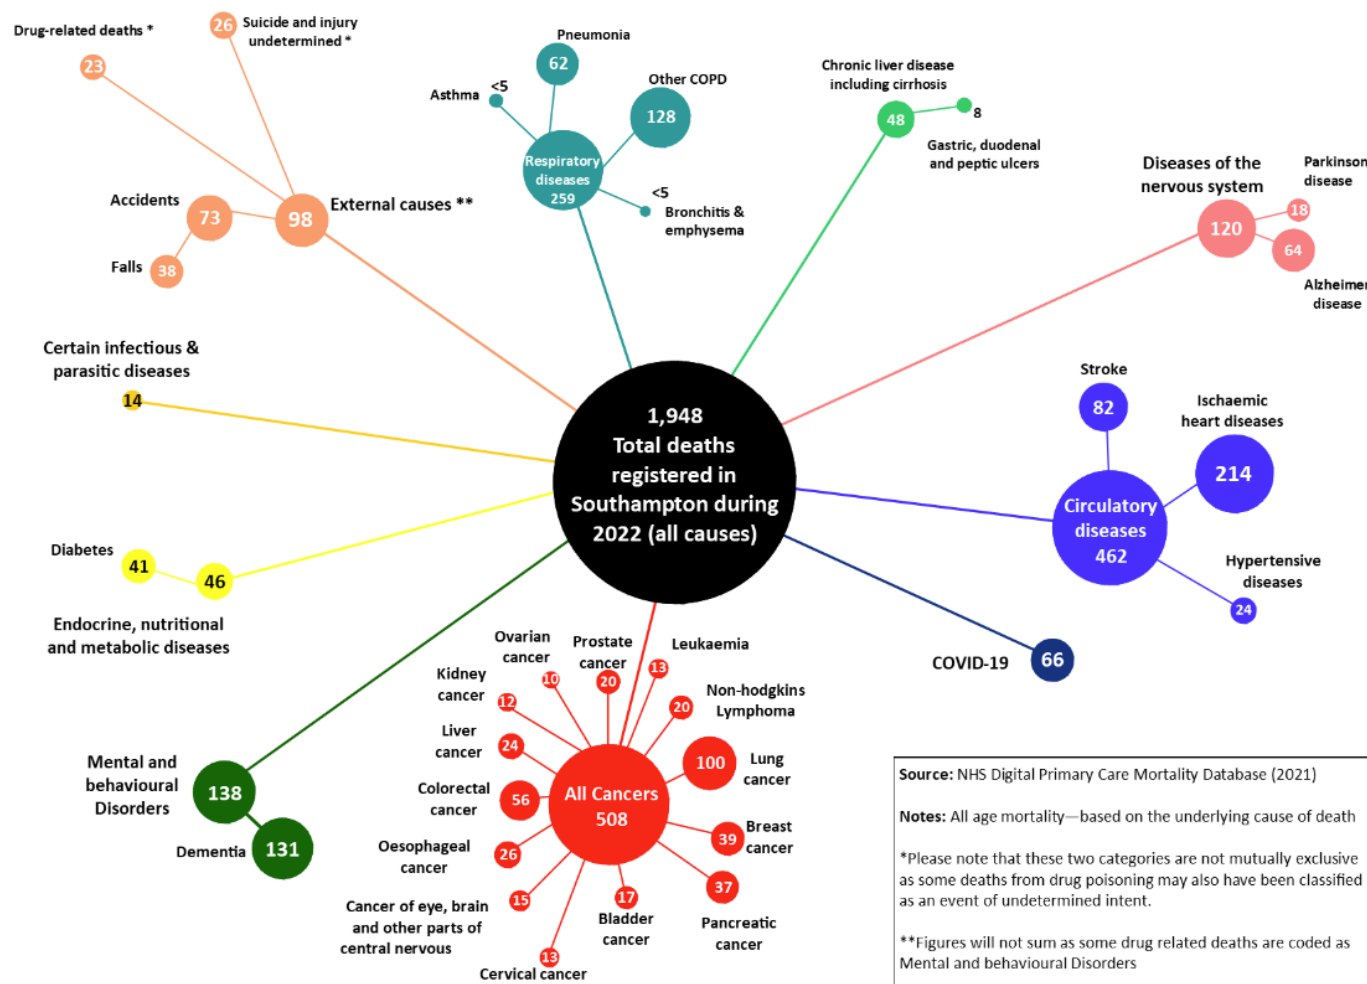 Drug-related deaths *
23
26
Suicide and injury
undetermined *
Accidents
73
98
External causes **
Falls
38
Pneumonia
62
Asthma
<5
Other COPD
128
Respiratory
diseases
259
<5
Bronchitis &
emphysema
Chronic liver disease
including cirrhosis
48
8
Gastric, duodenal
and peptic ulcers
Diseases of the
nervous system
120
Parkinson
disease
18
64
Alzheimer
disease
Certain infectious &
parasitic diseases
14
1,948
Total deaths
registered in
Southampton during
2022 (all causes)
Stroke
82
Ischaemic
heart diseases
214
Circulatory
diseases
462
Hypertensive
diseases
24
Diabetes
41
46
Endocrine, nutritional
and metabolic diseases
COVID-19
66
Mental and
behavioural
Disorders
138
Dementia
131
Ovarian
cancer
10
Prostate
cancer
20
Leukaemia
13
Kidney
cancer
12
Non-hodgkins
Lymphoma
20
Liver
cancer
24
Lung
cancer
100
Colorectal
cancer
56
All Cancers
508
Breast
cancer
39
Oesophageal
cancer
26
Pancreatic
cancer
37
Cancer of eye, brain
and other parts of
central nervous
15
Bladder
cancer
17
Cervical cancer
13
Source: NHS Digital Primary Care Mortality Database (2021)
Notes: All age mortality—based on the underlying cause of death
*Please note that these two categories are not mutually exclusive
as some deaths from drug poisoning may also have been classified
as an event of undetermined intent.
**Figures will not sum as some drug related deaths are coded as
Mental and behavioural Disorders